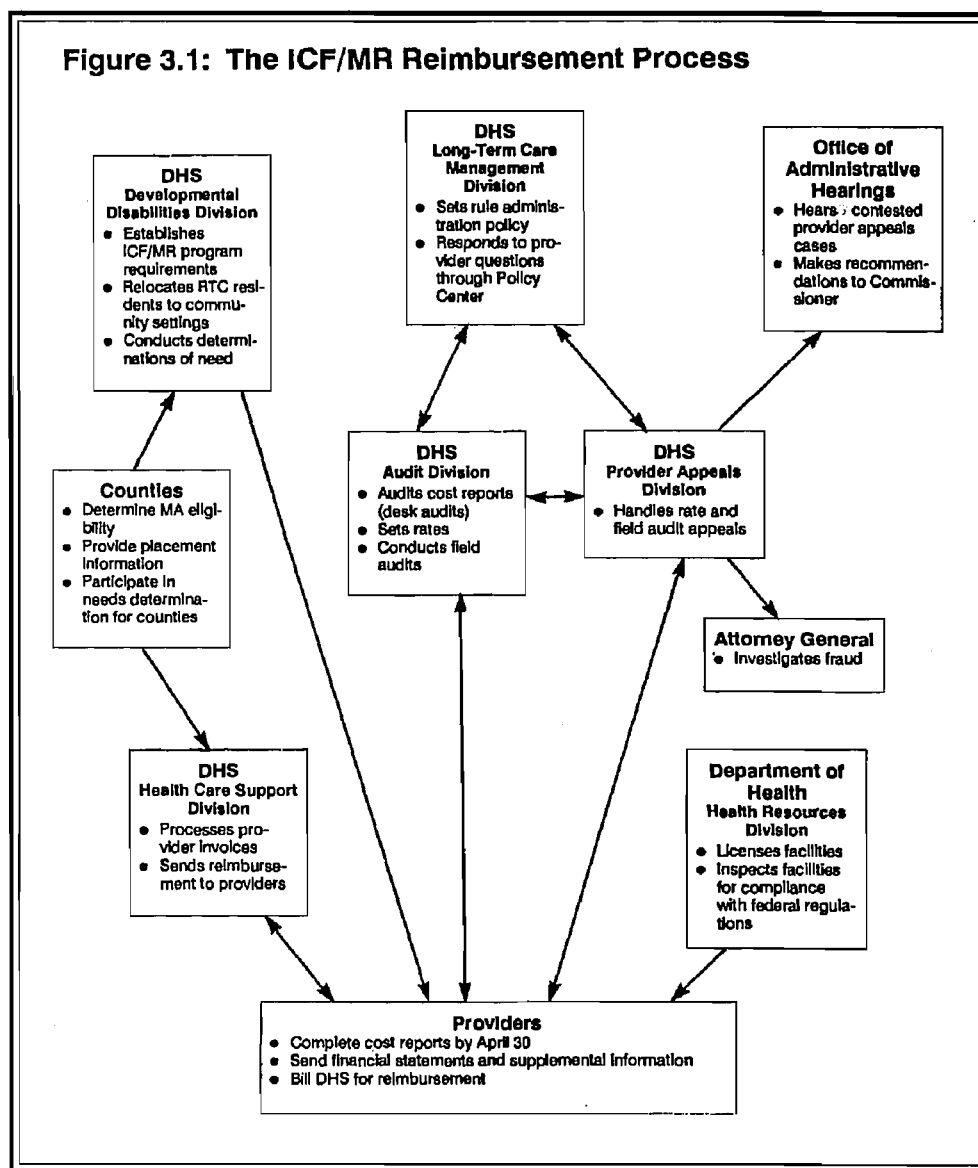 Figure 3.1: The ICF/MR Reimbursement Process
DHS
Developmental
Disabilities Division
● Establishes
ICF/MR program
requirements
● Relocates RTC resi-
dents to commu-
nity settings
● Conducts determi-
nations of need
DHS
Long-Term Care
Management
Division
● Sets rule adminis-
tration policy
● Responds to pro-
vider questions
through Policy
Center
Office of
Administrative
Hearings
● Hears contested
provider appeals
cases
● Makes recommen-
dations to Commis-
sioner
Counties
● Determine MA eligi-
bility
● Provide placement
information
● Participate in
needs determina-
tion for counties
DHS
Audit Division
● Audits cost reports
(desk audits)
● Sets rates
● Conducts field
audits
DHS
Provider Appeals
Division
● Handles rate and
field audit appeals
Attorney General
● Investigates fraud
DHS
Health Care Support
Division
● Processes pro-
vider invoices
● Sends reimburse-
ment to providers
Department of
Health
Health Resources
Division
● Licenses facilities
● Inspects facilities
for compliance
with federal regula-
tions
Providers
● Complete cost reports by April 30
● Send financial statements and supplemental information
● Bill DHS for reimbursement